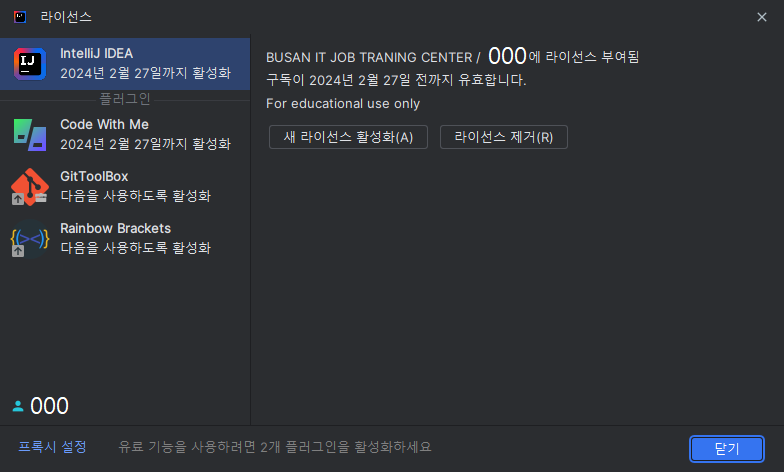 라이선스
IntelliJ IDEA
2024년 2월 27일까지 활성화
플러그인
Code With Me
2024년 2월 27일까지 활성화
GitToolBox
다음을 사용하도록 활성화
Rainbow Brackets
다음을 사용하도록 활성화
000
BUSAN IT JOB TRANING CENTER / 000에 라이선스 부여됨
구독이 2024년 2월 27일 전까지 유효합니다.
For educational use only
새 라이선스 활성화(A) 라이선스 제거(R)
프록시 설정 유료 기능을 사용하려면 2개 플러그인을 활성화하세요 닫기